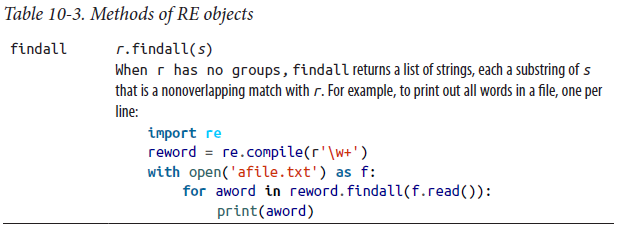 Table 10-3. Methods of RE objects
findall r.findall(s)
When r has no groups, findall returns a list of strings, each a substring of s
that is a nonoverlapping match with r. For example, to print out all words in a file, one per
line:
import re
reword = re.compile(r'\w+')
with open('afile.txt') as f:
for aword in reword.findall(f.read()):
print(aword)